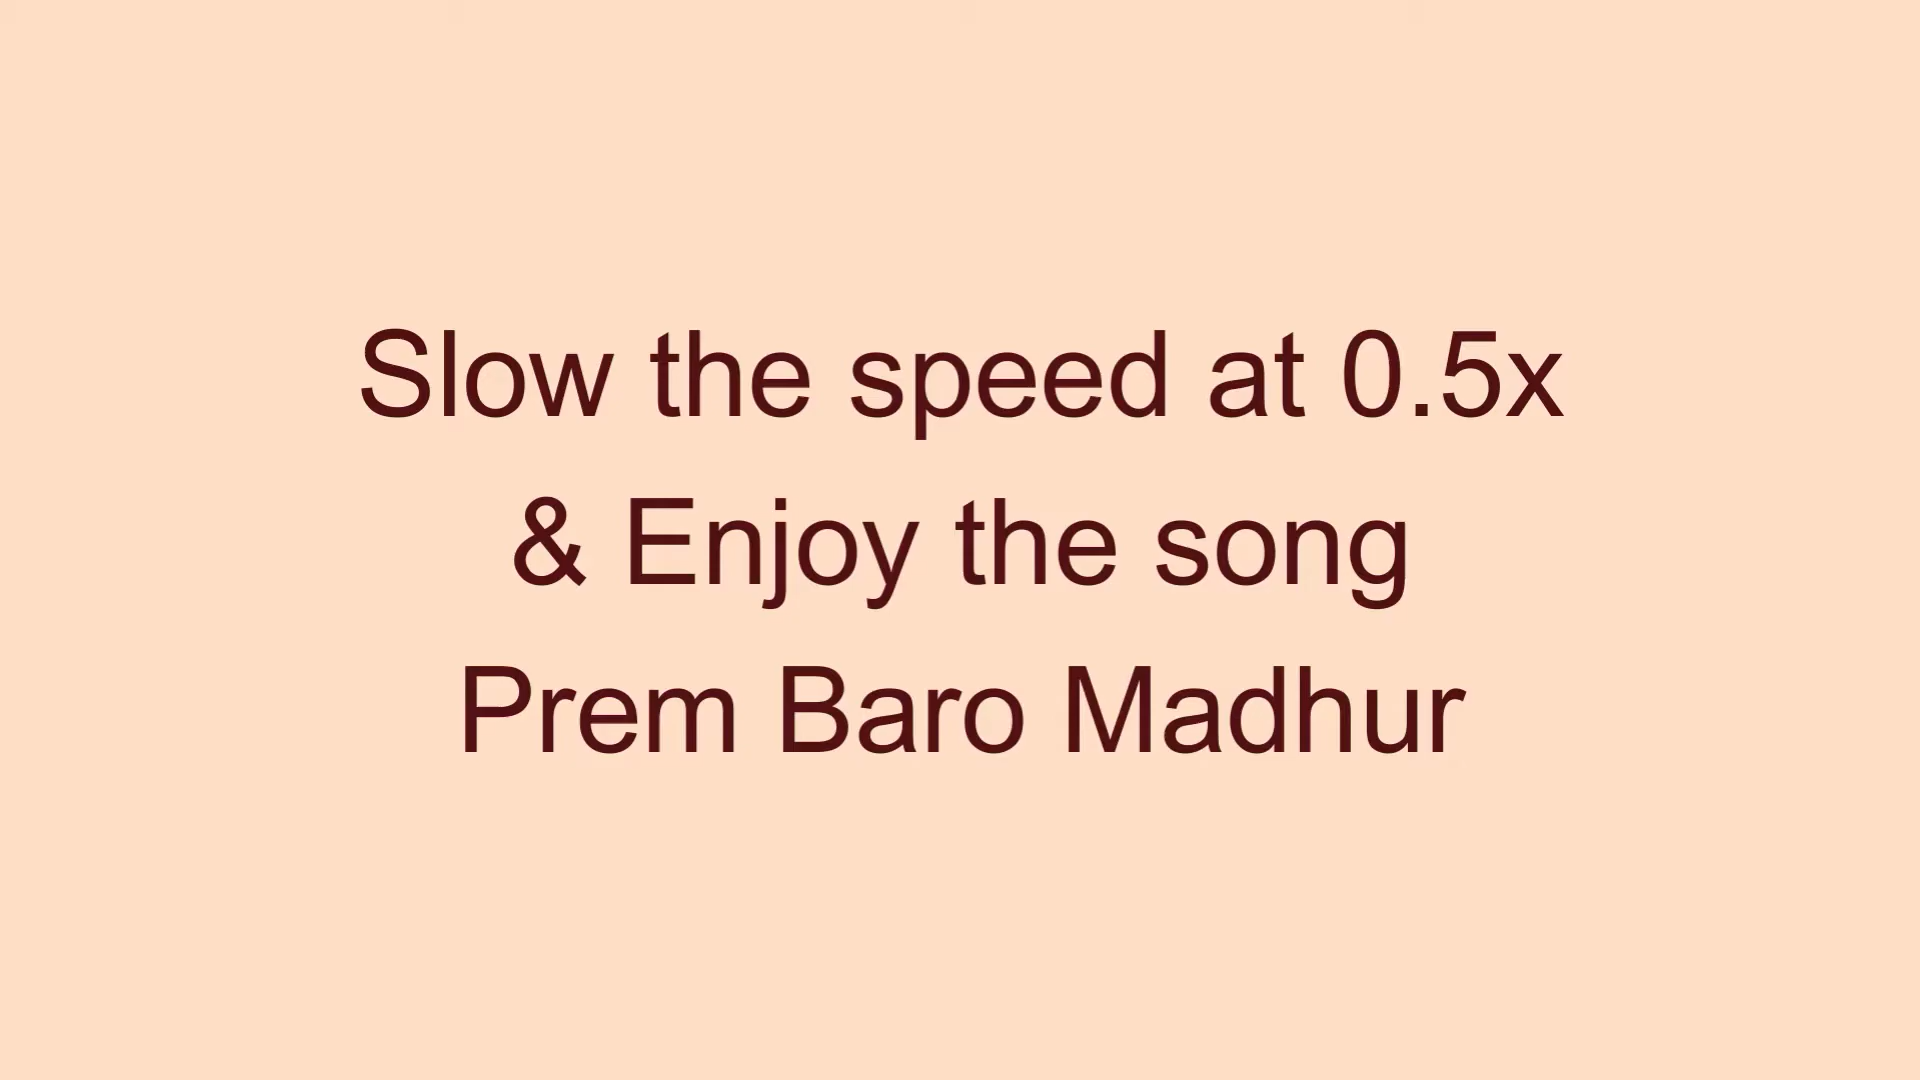 Slow the speed at 0.5x
& Enjoy the song
Prem Baro Madhur